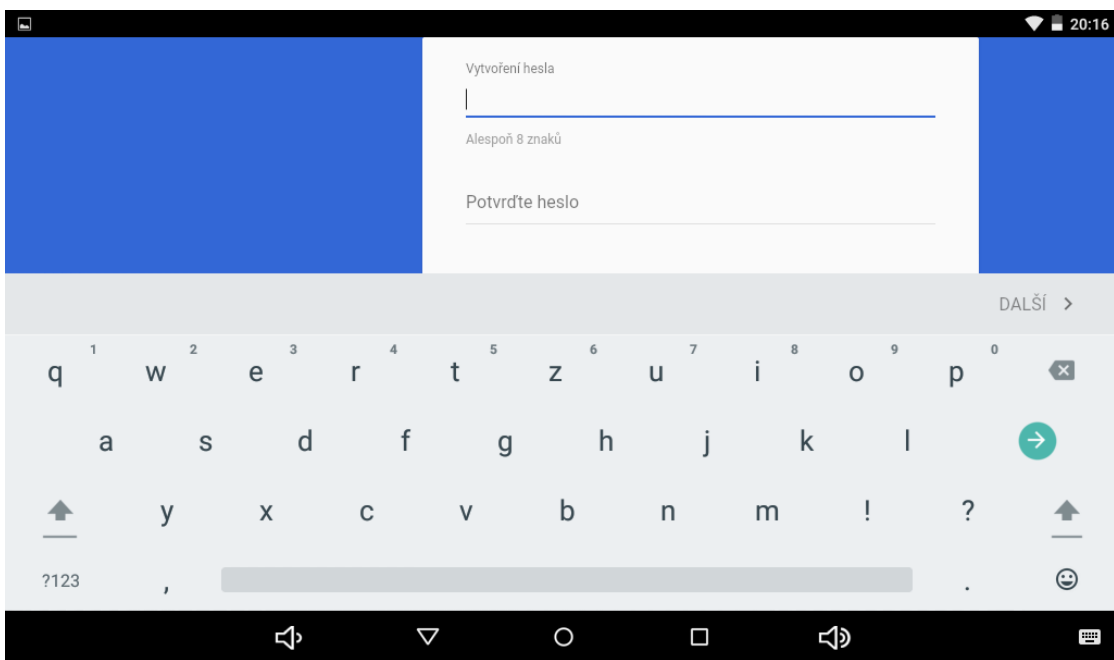 20:16
Vytvoření hesla
Alespoň 8 znaků
Potvrďte heslo
DALŠÍ
1 2 3 4 5 6 7 8 9 0
q w e r t z u i o p
a s d f g h j k l
y x c v b n m ! ?
?123 , .